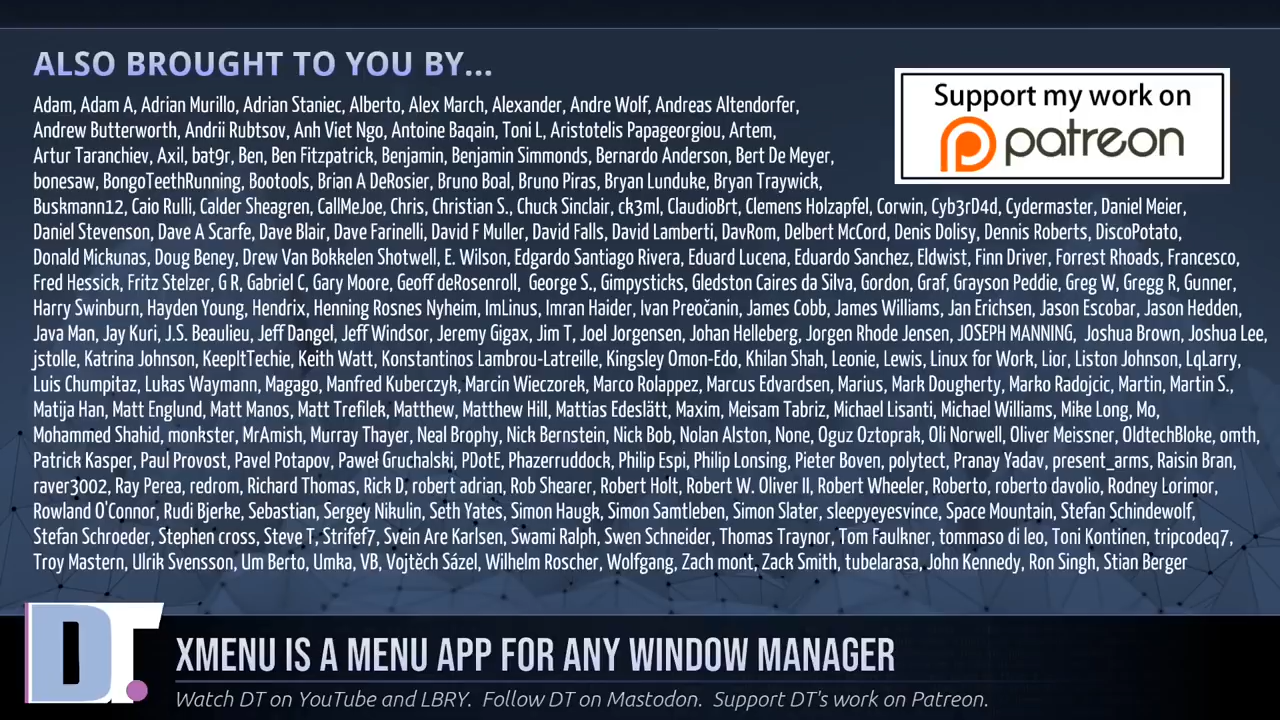 ALSO BROUGHT TO YOU BY...
Adam, Adam A, Adrian Murillo, Adrian Staniec, Alberto, Alex March, Alexander, Andre Wolf, Andreas Altendorfer,
Andrew Butterworth, Andrii Rubtsov, Anh Viet Ngo, Antoine Baqain, Toni L, Aristotelis Papageorgiou, Artem,
Artur Taranchiev, Axil, bat9r, Ben, Ben Fitzpatrick, Benjamin, Benjamin Simmonds, Bernardo Anderson, Bert De Meyer,
bonesaw, BongoTeethRunning, Bootools, Brian A DeRosier, Bruno Boal, Bruno Piras, Bryan Lunduke, Bryan Traywick,
Support my work on
patreon
Buskmann12, Caio Rulli, Calder Sheagren, CallMeJoe, Chris, Christian S., Chuck Sinclair, ck3ml, ClaudioBrt, Clemens Holzapfel, Corwin, Cyb3rD4d, Cydermaster, Daniel Meier,
Daniel Stevenson, Dave A Scarfe, Dave Blair, Dave Farinelli, David F Muller, David Falls, David Lamberti, DavRom, Delbert McCord, Denis Dolisy, Dennis Roberts, DiscoPotato,
Donald Mickunas, Doug Beney, Drew Van Bokkelen Shotwell, E. Wilson, Edgardo Santiago Rivera, Eduard Lucena, Eduardo Sanchez, Eldwist, Finn Driver, Forrest Rhoads, Francesco,
Fred Hessick, Fritz Stelzer, G R, Gabriel C, Gary Moore, Geoff deRosenroll, George S., Gimpysticks, Gledston Caires da Silva, Gordon, Graf, Grayson Peddie, Greg W, Gregg R, Gunner,
Harry Swinburn, Hayden Young, Hendrix, Henning Rosnes Nyheim, ImLinus, Imran Haider, Ivan Preočanin, James Cobb, James Williams, Jan Erichsen, Jason Escobar, Jason Hedden,
Java Man, Jay Kuri, J.S. Beaulieu, Jeff Dangel, Jeff Windsor, Jeremy Gigax, Jim T, Joel Jorgensen, Johan Helleberg, Jorgen Rhode Jensen, JOSEPH MANNING, Joshua Brown, Joshua Lee,
jstolle, Katrina Johnson, KeepItTechie, Keith Watt, Konstantinos Lambrou-Latreille, Kingsley Omon-Edo, Khilan Shah, Leonie, Lewis, Linux for Work, Lior, Liston Johnson, LqLarry,
Luis Chumpitaz, Lukas Waymann, Magago, Manfred Kuberczyk, Marcin Wieczorek, Marco Rolappez, Marcus Edvardsen, Marius, Mark Dougherty, Marko Radojcic, Martin, Martin S.,
Matija Han, Matt Englund, Matt Manos, Matt Trefilek, Matthew, Matthew Hill, Mattias Edeslätt, Maxim, Meisam Tabriz, Michael Lisanti, Michael Williams, Mike Long, Mo,
Mohammed Shahid, monkster, MrAmish, Murray Thayer, Neal Brophy, Nick Bernstein, Nick Bob, Nolan Alston, None, Oguz Oztoprak, Oli Norwell, Oliver Meissner, OldtechBloke, omth,
Patrick Kasper, Paul Provost, Pavel Potapov, Paweł Gruchalski, PDotE, Phazerruddock, Philip Espi, Philip Lonsing, Pieter Boven, polytect, Pranay Yadav, present_arms, Raisin Bran,
raver3002, Ray Perea, redrom, Richard Thomas, Rick D, robert adrian, Rob Shearer, Robert Holt, Robert W. Oliver II, Robert Wheeler, Roberto, roberto davolio, Rodney Lorimor,
Rowland O'Connor, Rudi Bjerke, Sebastian, Sergey Nikulin, Seth Yates, Simon Haugk, Simon Samtleben, Simon Slater, sleepyeyesvince, Space Mountain, Stefan Schindewolf,
Stefan Schroeder, Stephen cross, Steve T, Strifef7, Svein Are Karlsen, Swami Ralph, Swen Schneider, Thomas Traynor, Tom Faulkner, tommaso di leo, Toni Kontinen, tripcodeq7,
Troy Mastern, Ulrik Svensson, Um Berto, Umka, VB, Vojtěch Sázel, Wilhelm Roscher, Wolfgang, Zach mont, Zack Smith, tubelarasa, John Kennedy, Ron Singh, Stian Berger
DT.
XMENU IS A MENU APP FOR ANY WINDOW MANAGER
Watch DT on YouTube and LBRY. Follow DT on Mastodon. Support DT's work on Patreon.